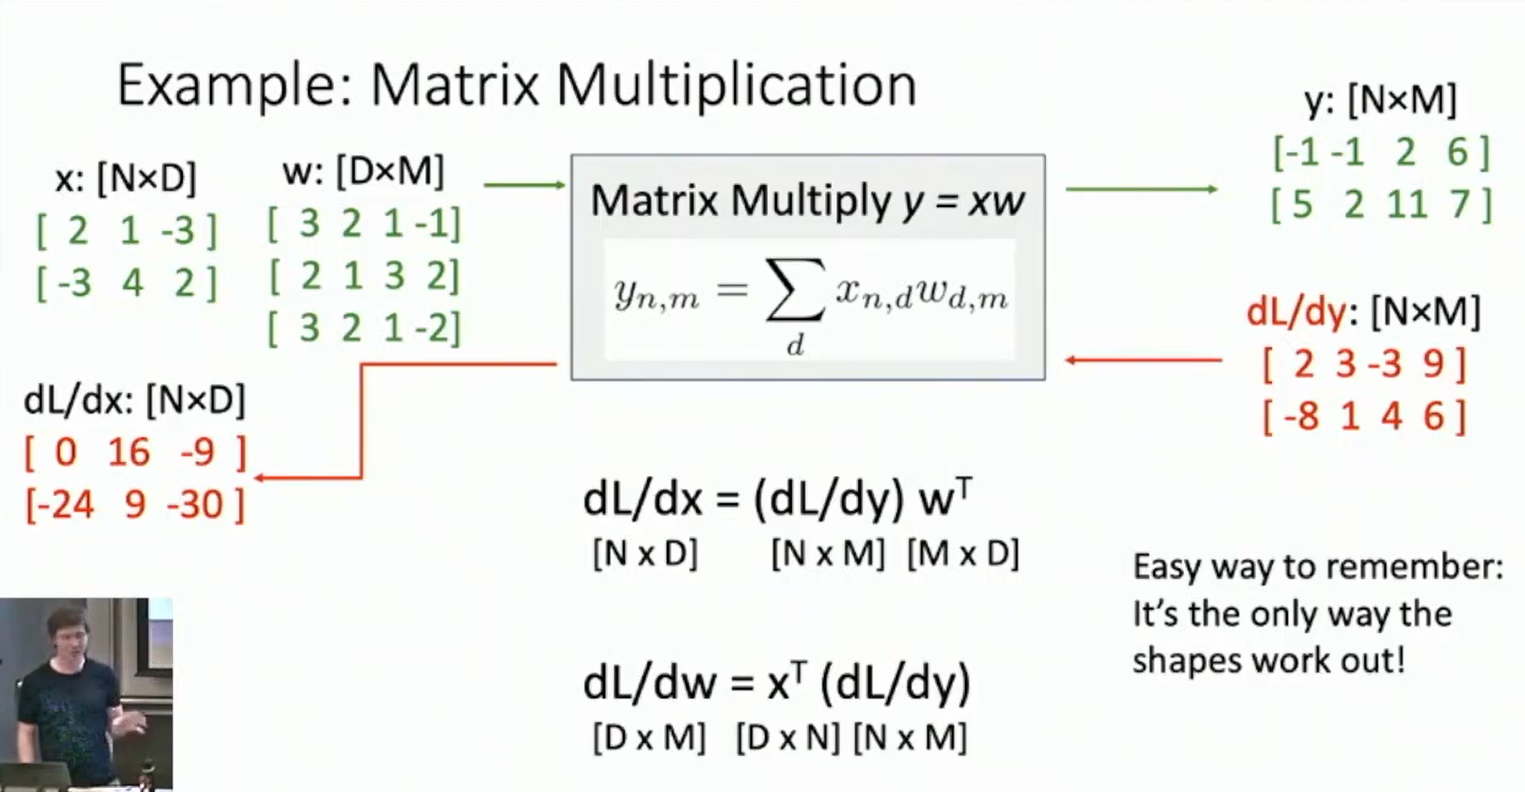 Example: Matrix Multiplication
x: [N×D]
[ 2 1 -3 ]
[ -3 4 2 ]
w: [D×M]
[ 3 2 1 -1]
[ 2 1 3 2]
[ 3 2 1 -2]
Matrix Multiply y = xw
y_{n,m} = \sum_d x_{n,d} w_{d,m}
y: [N×M]
[-1 -1 2 6 ]
[ 5 2 11 7 ]
dL/dy: [N×M]
[ 2 3 -3 9 ]
[ -8 1 4 6 ]
dL/dx: [N×D]
[ 0 16 -9 ]
[-24 9 -30 ]
dL/dx = (dL/dy) wᵀ
[N x D] [N x M] [M x D]
dL/dw = xᵀ (dL/dy)
[D x M] [D x N] [N x M]
Easy way to remember:
It's the only way the
shapes work out!